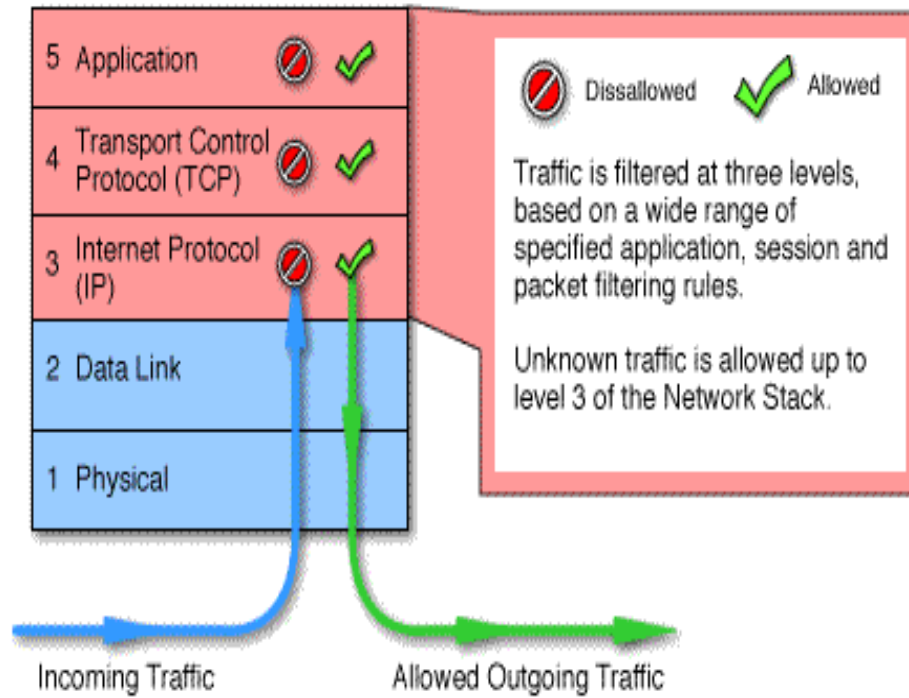 5 Application
4 Transport Control
Protocol (TCP)
3 Internet Protocol
(IP)
2 Data Link
1 Physical
Incoming Traffic
Allowed Outgoing Traffic
Dissallowed
Allowed
Traffic is filtered at three levels,
based on a wide range of
specified application, session and
packet filtering rules.
Unknown traffic is allowed up to
level 3 of the Network Stack.